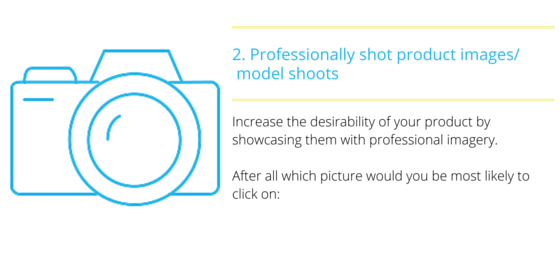 2. Professionally shot product images/
model shoots
Increase the desirability of your product by
showcasing them with professional imagery.
After all which picture would you be most likely to
click on: